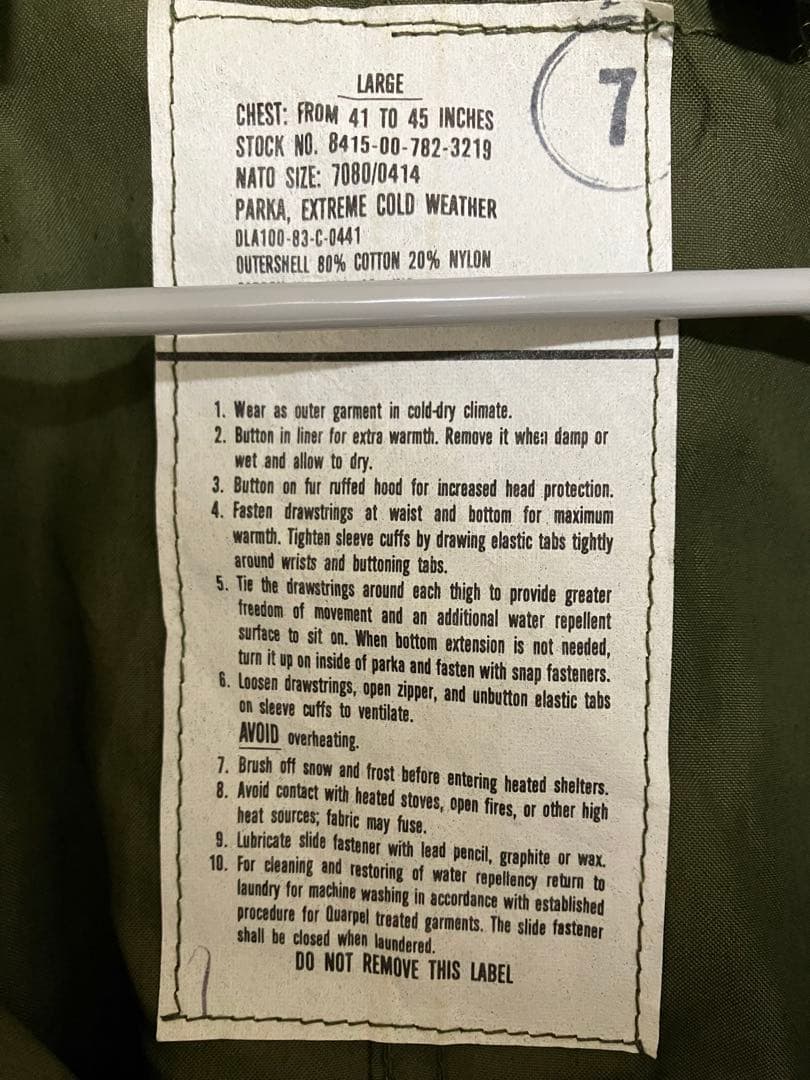 7
LARGE
CHEST: FROM 41 TO 45 INCHES
STOCK NO. 8415-00-782-3219
NATO SIZE: 7080/0414
PARKA, EXTREME COLD WEATHER
DLA100-83-C-0441
OUTERSHELL 80% COTTON 20% NYLON
1. Wear as outer garment in cold-dry climate.
2. Button in liner for extra warmth. Remove it when damp or
wet and allow to dry.
3. Button on fur ruffed hood for increased head protection.
4. Fasten drawstrings at waist and bottom for maximum
warmth. Tighten sleeve cuffs by drawing elastic tabs tightly
around wrists and buttoning tabs.
5. Tie the drawstrings around each thigh to provide greater
freedom of movement and an additional water repellent
surface to sit on. When bottom extension is not needed,
turn it up on inside of parka and fasten with snap fasteners.
6. Loosen drawstrings, open zipper, and unbutton elastic tabs
on sleeve cuffs to ventilate.
AVOID overheating.
7. Brush off snow and frost before entering heated shelters.
8. Avoid contact with heated stoves, open fires, or other high
heat sources; fabric may fuse.
9. Lubricate slide fastener with lead pencil, graphite or wax.
10. For cleaning and restoring of water repellency return to
laundry for machine washing in accordance with established
procedure for Quarpel treated garments. The slide fastener
shall be closed when laundered.
DO NOT REMOVE THIS LABEL